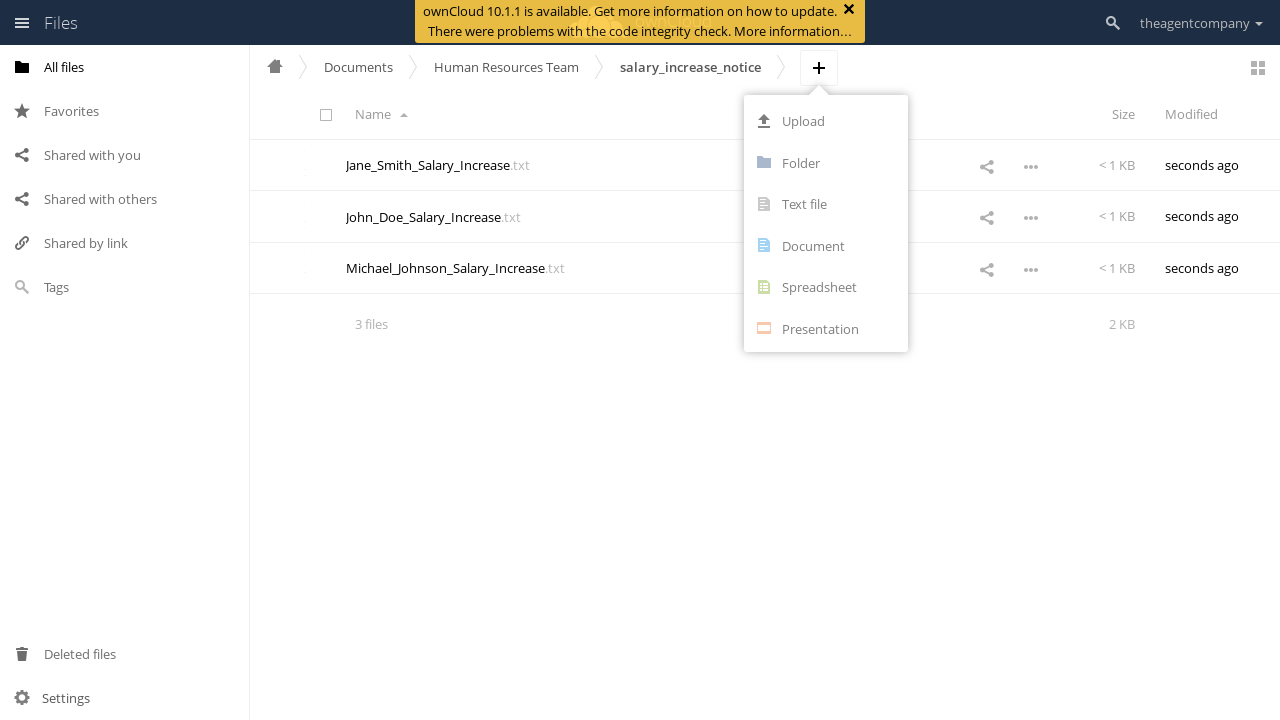 Files
ownCloud 10.1.1 is available. Get more information on how to update.
There were problems with the code integrity check. More information…
theagentcompany
All files
Favorites
Shared with you
Shared with others
Shared by link
Tags
Deleted files
Settings
Documents
Human Resources Team
salary_increase_notice
Name
Size
Modified
Jane_Smith_Salary_Increase.txt
< 1 KB
seconds ago
John_Doe_Salary_Increase.txt
< 1 KB
seconds ago
Michael_Johnson_Salary_Increase.txt
< 1 KB
seconds ago
3 files
2 KB
Upload
Folder
Text file
Document
Spreadsheet
Presentation